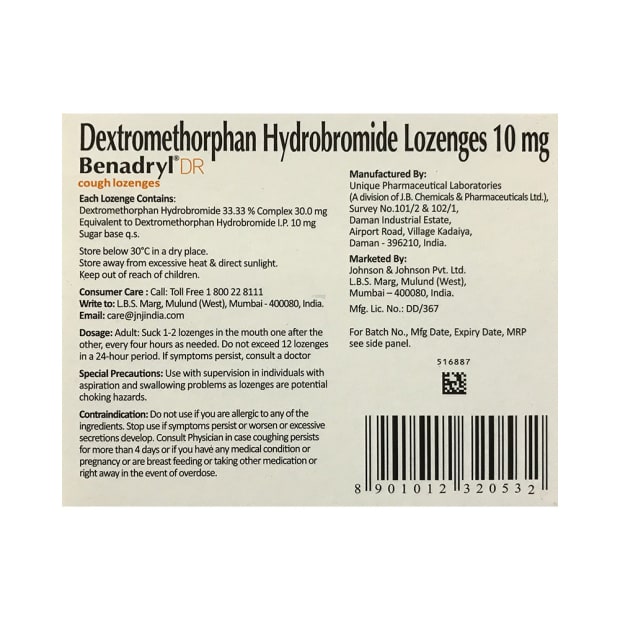 Dextromethorphan Hydrobromide Lozenges 10 mg
Benadryl® DR
cough lozenges
Each Lozenge Contains:
Dextromethorphan Hydrobromide 33.33 % Complex 30.0 mg
Equivalent to Dextromethorphan Hydrobromide I.P. 10 mg
Sugar base q.s.
Store below 30°C in a dry place.
Store away from excessive heat & direct sunlight.
Keep out of reach of children.
Consumer Care : Call: Toll Free 1 800 22 8111
Write to: L.B.S. Marg, Mulund (West), Mumbai - 400080, India.
Email: care@jnjindia.com
Dosage: Adult: Suck 1-2 lozenges in the mouth one after the
other, every four hours as needed. Do not exceed 12 lozenges
in a 24-hour period. If symptoms persist, consult a doctor
Special Precautions: Use with supervision in individuals with
aspiration and swallowing problems as lozenges are potential
choking hazards.
Contraindication: Do not use if you are allergic to any of the
ingredients. Stop use if symptoms persist or worsen or excessive
secretions develop. Consult Physician in case coughing persists
for more than 4 days or if you have any medical condition or
pregnancy or are breast feeding or taking other medication or
right away in the event of overdose.
Manufactured By:
Unique Pharmaceutical Laboratories
(A division of J.B. Chemicals & Pharmaceuticals Ltd.),
Survey No.101/2 & 102/1,
Daman Industrial Estate,
Airport Road, Village Kadaiya,
Daman - 396210, India.
Marketed By:
Johnson & Johnson Pvt. Ltd.
L.B.S. Marg, Mulund (West),
Mumbai – 400080, India.
Mfg. Lic. No.: DD/367
For Batch No., Mfg Date, Expiry Date, MRP
see side panel.
516887
8 901012 320532